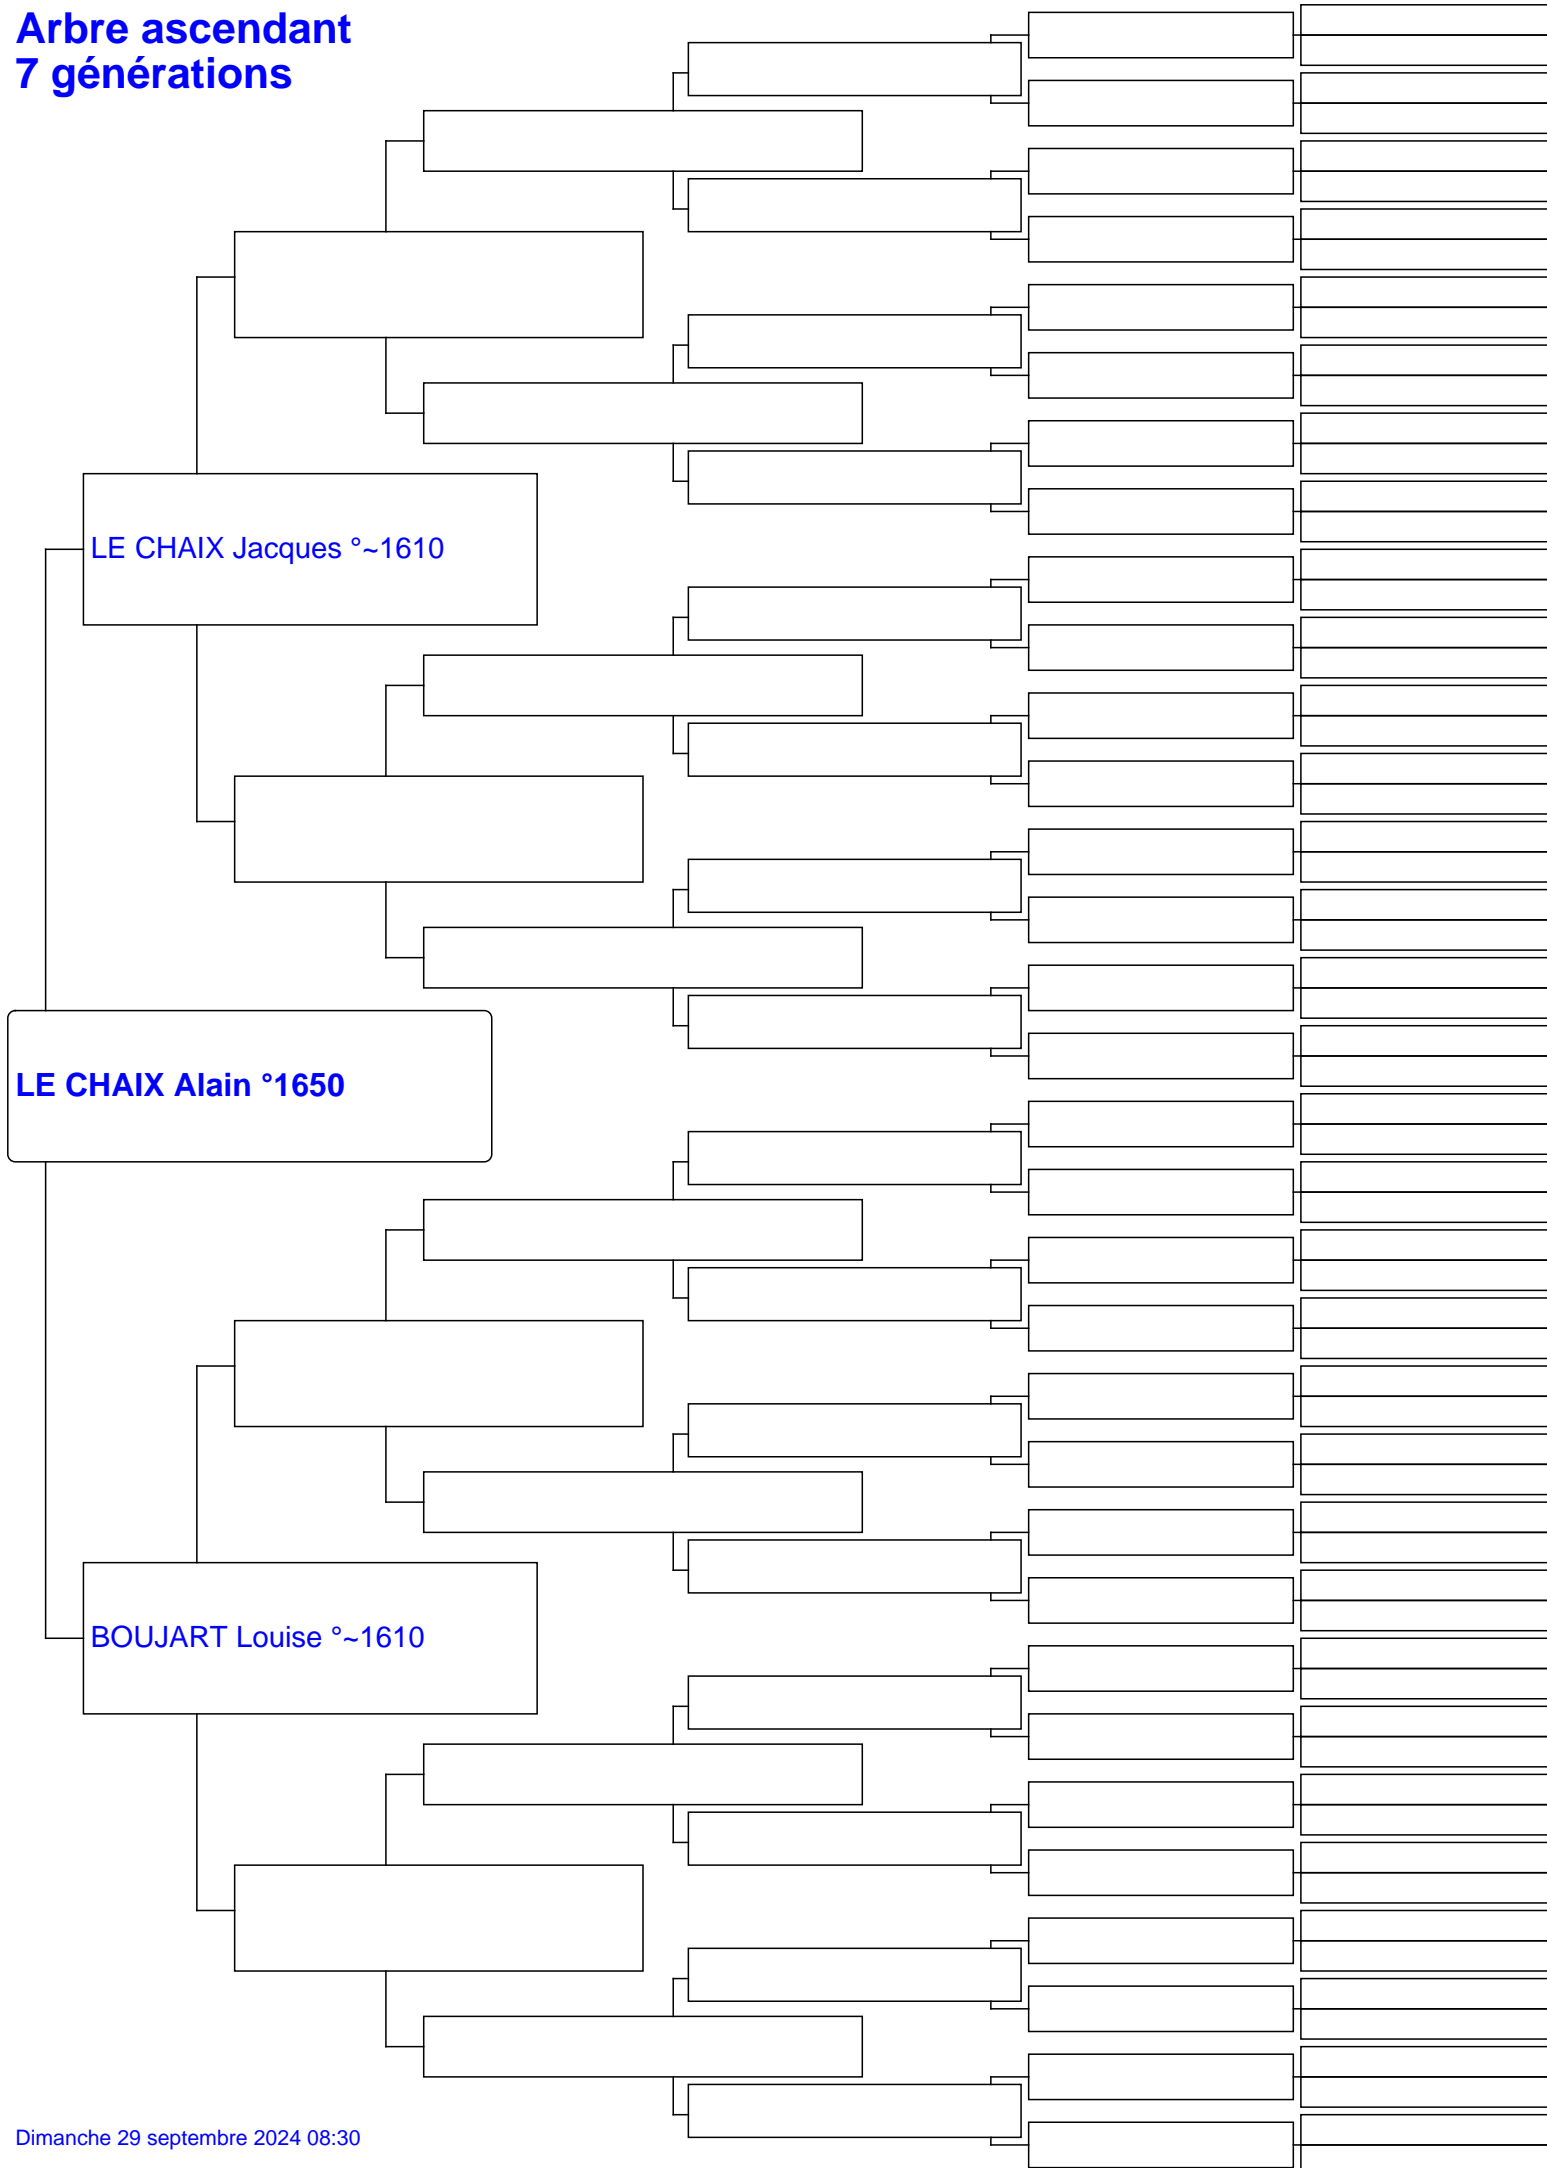 Arbre ascendant
7 générations
LE CHAIX Jacques °~1610
LE CHAIX Alain °1650
BOUJART Louise °~1610
Dimanche 29 septembre 2024 08:30